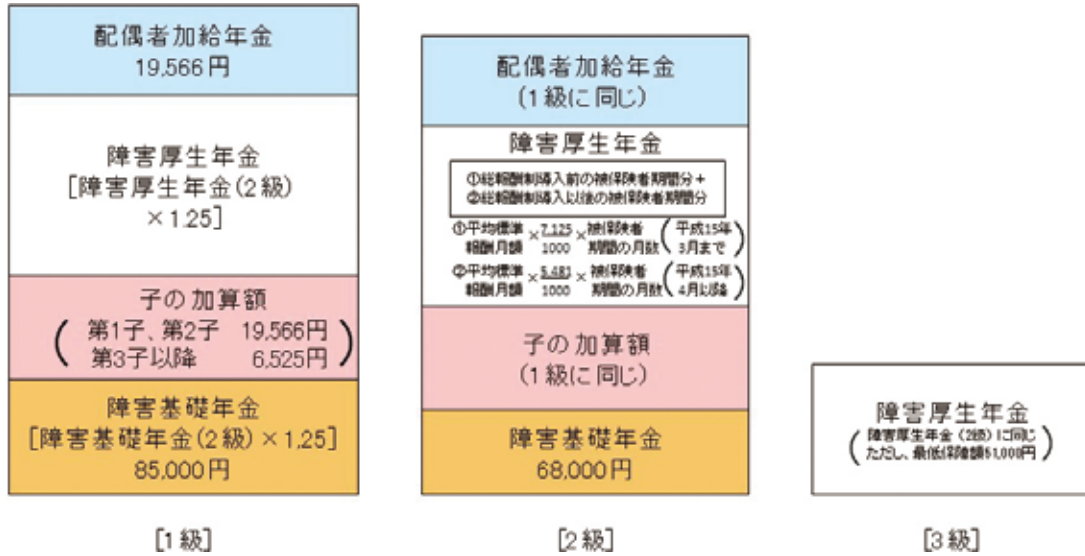 配偶者加給年金
19,566円
障害厚生年金
[障害厚生年金(2級)
×1.25]
子の加算額
(第1子、第2子 19,566円
第3子以降 6,525円)
障害基礎年金
[障害基礎年金(2級)×1,25]
85,000円
[1級]
配偶者加給年金
(1級に同じ)
障害厚生年金
①総報酬制導入前の被保険者期間分+
②総報酬制導入以後の被保険者期間分
①平均標準報酬月額×7.125/1000×被保険者期間の月数(平成15年3月まで)
②平均標準報酬月額×5.481/1000×被保険者期間の月数(平成15年4月以降)
子の加算額
(1級に同じ)
障害基礎年金
68,000円
[2級]
障害厚生年金
(障害厚生年金(2級)に同じ
ただし、最低保障額51,000円)
[3級]